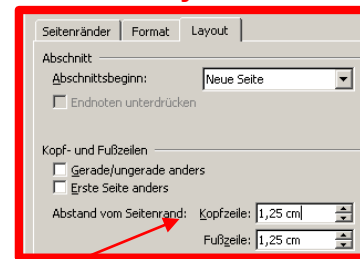 Seitenränder Format Layout
Abschnitt
Abschnittsbeginn: Neue Seite
Endnoten unterdrücken
Kopf- und Fußzeilen
Gerade/ungerade anders
Erste Seite anders
Abstand vom Seitenrand: Kopfzeile: 1,25 cm
Fußzeile: 1,25 cm